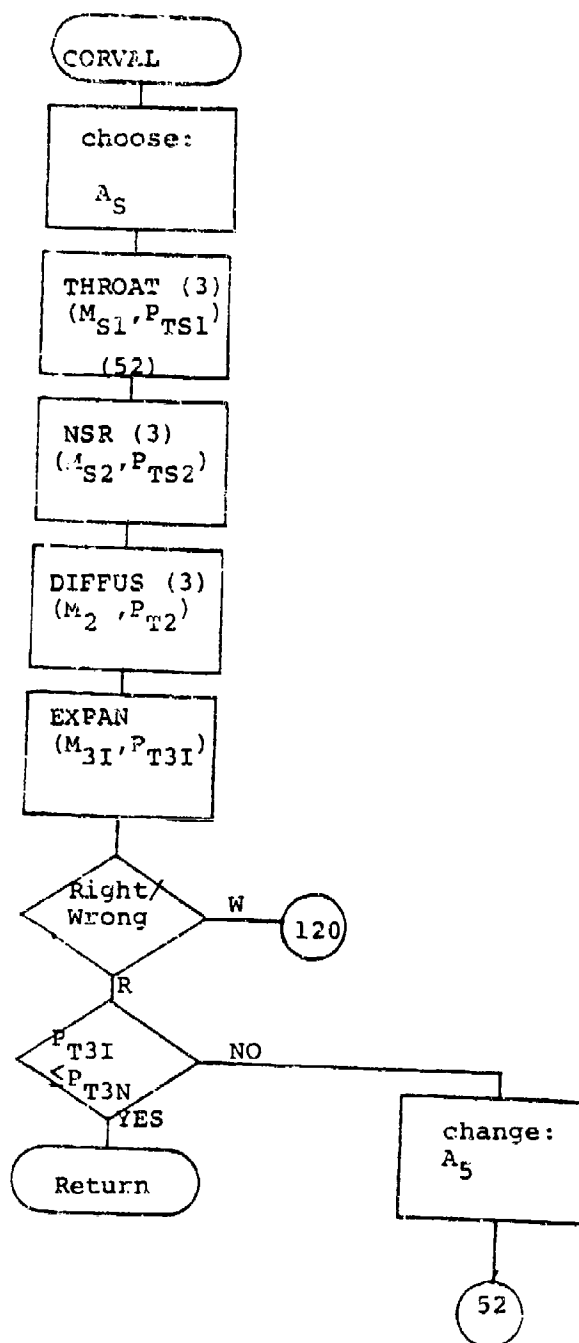 CORVAL
choose:
A_S
THROAT (3)
(M_S1, P_TS1)
(52)
NSR (3)
(M_S2, P_TS2)
DIFFUS (3)
(M_2 , P_T2)
EXPAN
(M_3I, P_T3I)
Right/
Wrong
W
120
R
P_T3I
≤P_T3N
NO
YES
change:
A_5
Return
52